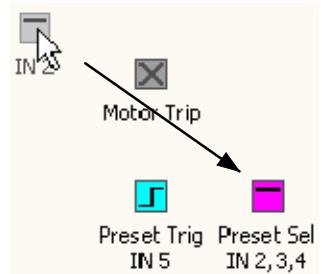 IN 2
Motor Trip
Preset Trig
IN 5
Preset Sel
IN 2,3,4